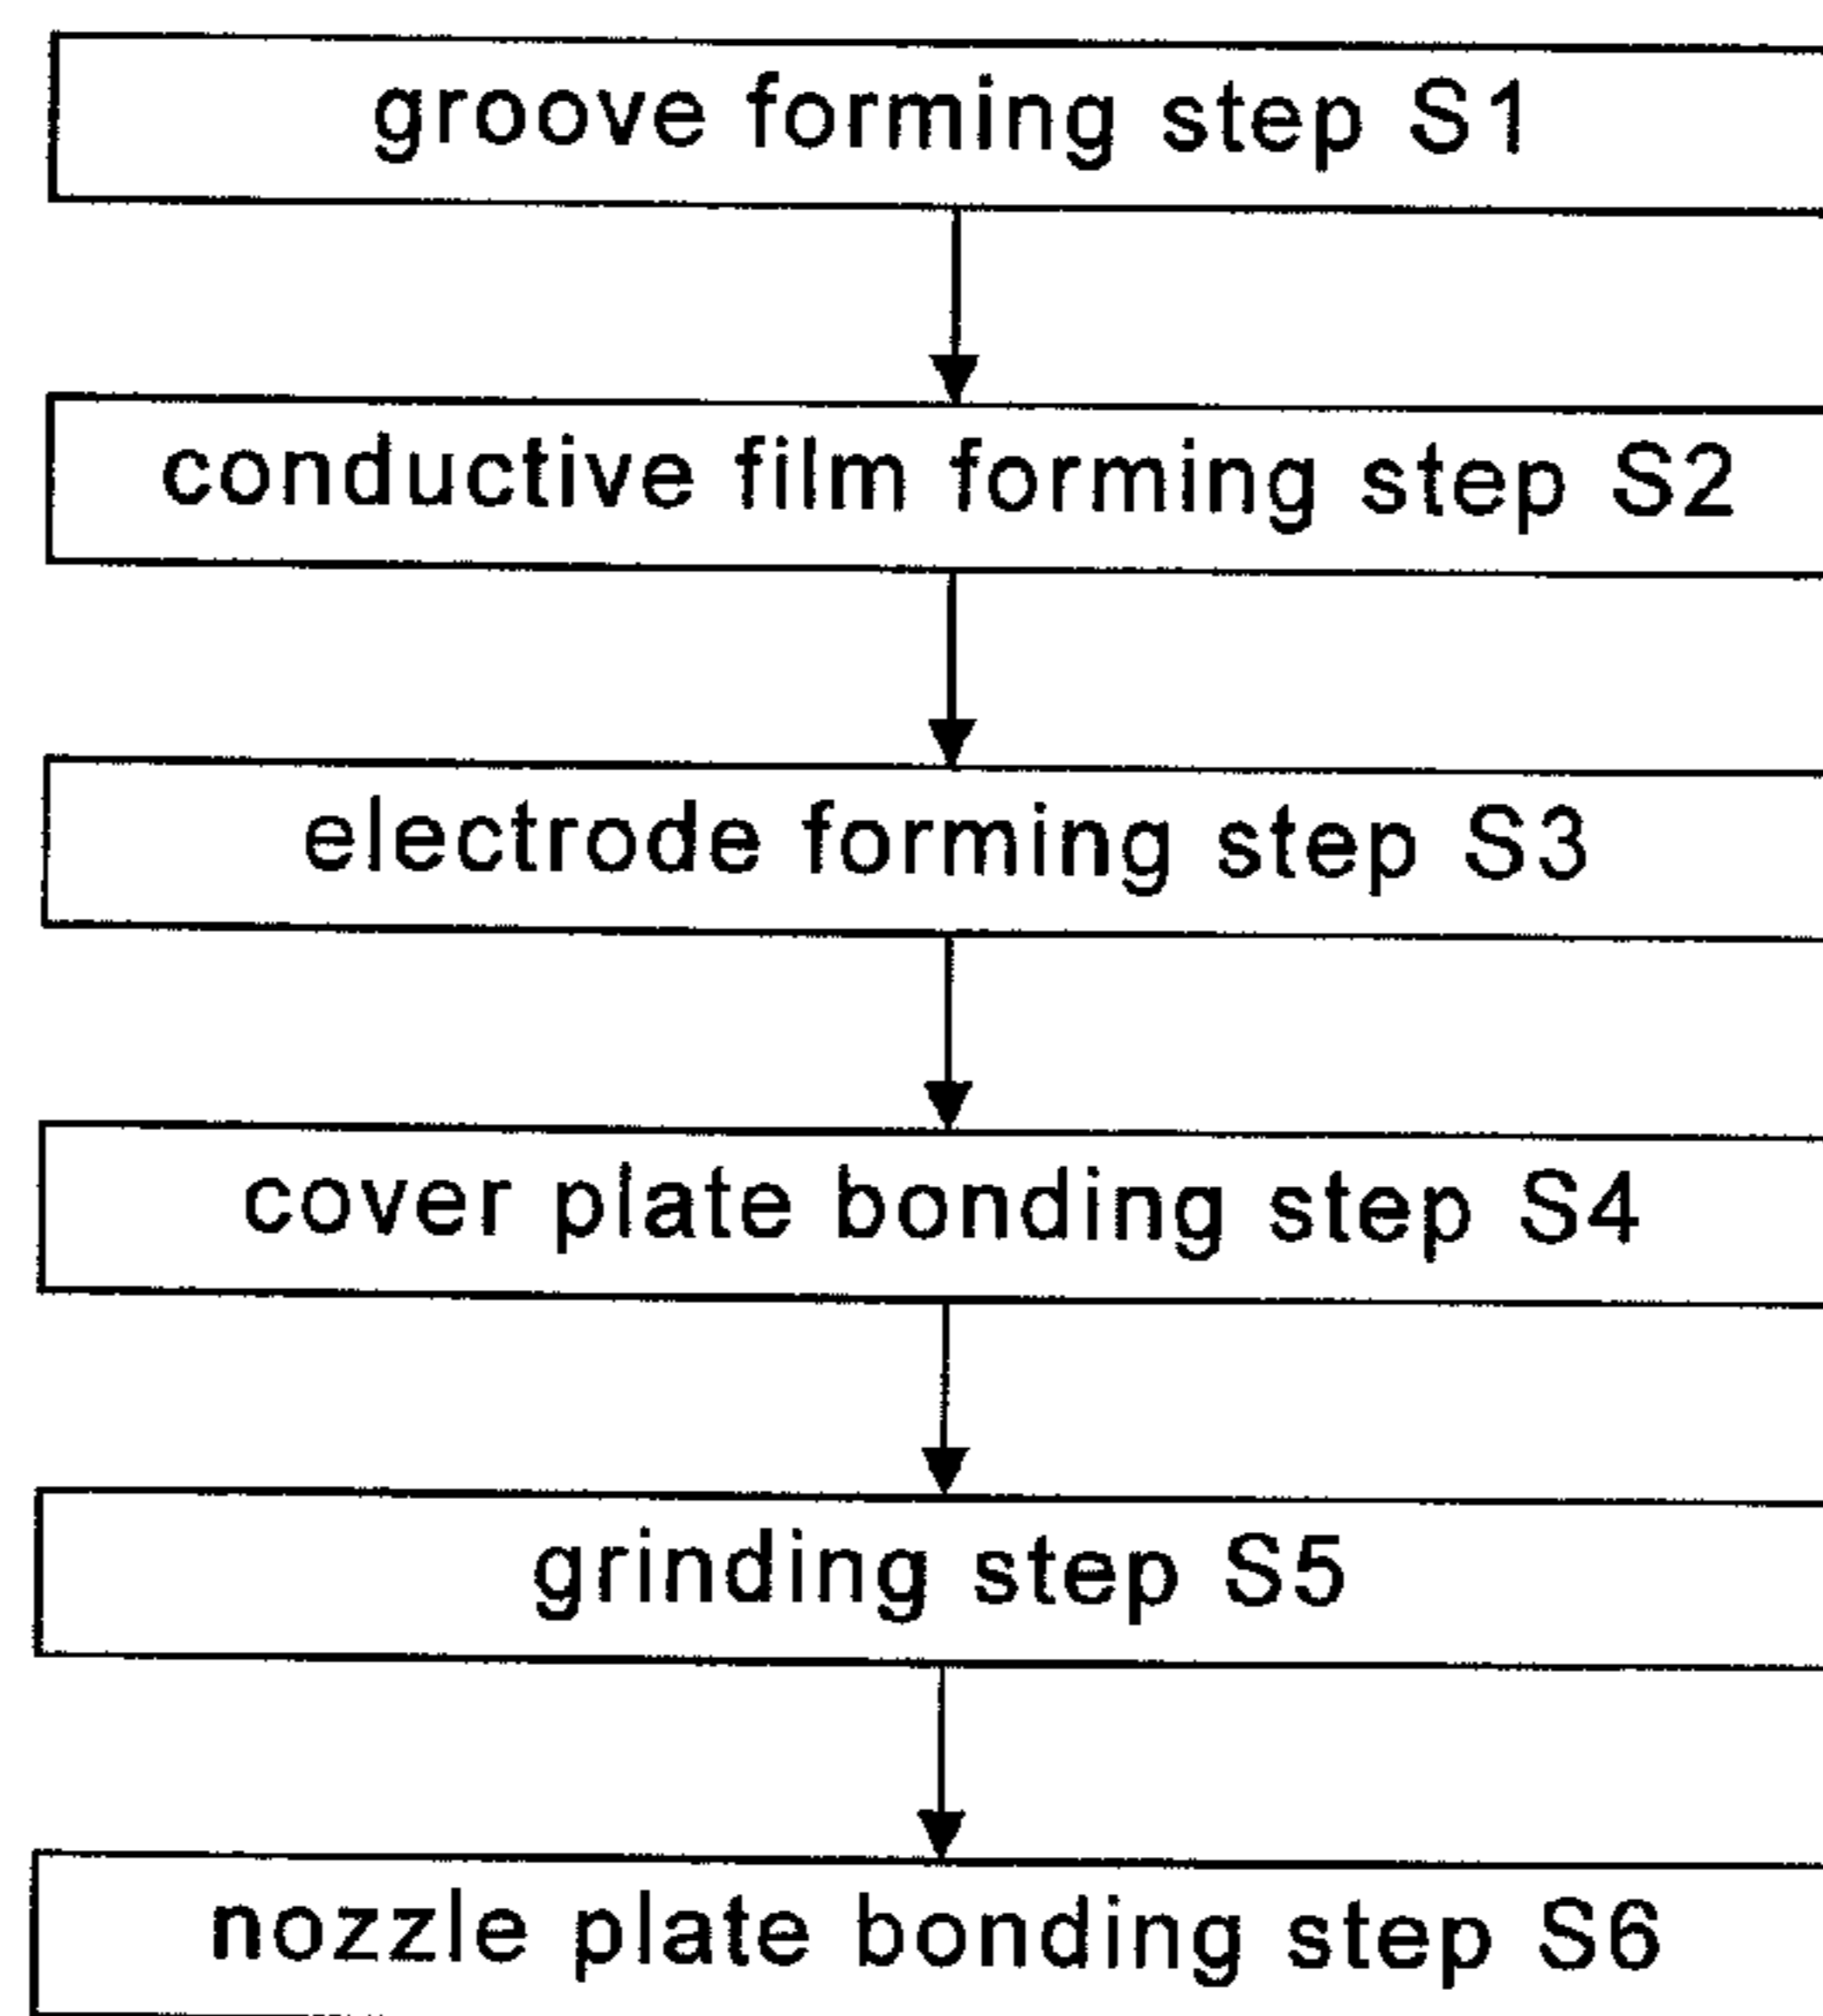 groove forming step S1
conductive film forming step S2
electrode forming step S3
cover plate bonding step S4
grinding step S5
nozzle plate bonding step S6